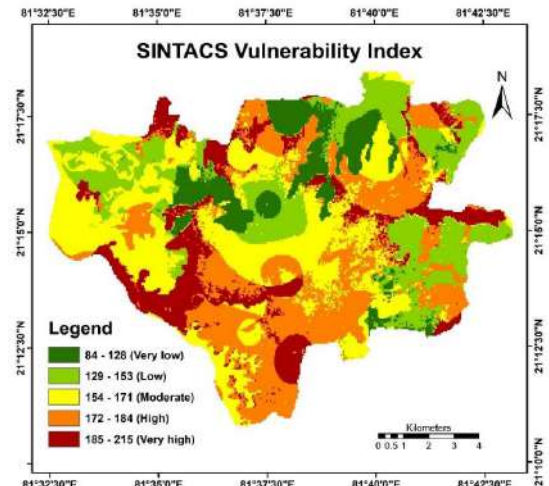 81°32'30"E 81°35'0"E 81°37'30"E 81°40'0"E 81°42'30"E
SINTACS Vulnerability Index
N
21°17'30"N 21°17'30"N
21°15'0"N 21°15'0"N
21°12'30"N 21°12'30"N
21°10'0"N
Legend
84 - 128 (Very low)
129 - 153 (Low)
154 - 171 (Moderate)
172 - 184 (High)
185 - 215 (Very high)
Kilometers
0 0.5 1 2 3 4
81°32'30"E 81°35'0"E 81°37'30"E 81°40'0"E 81°42'30"E